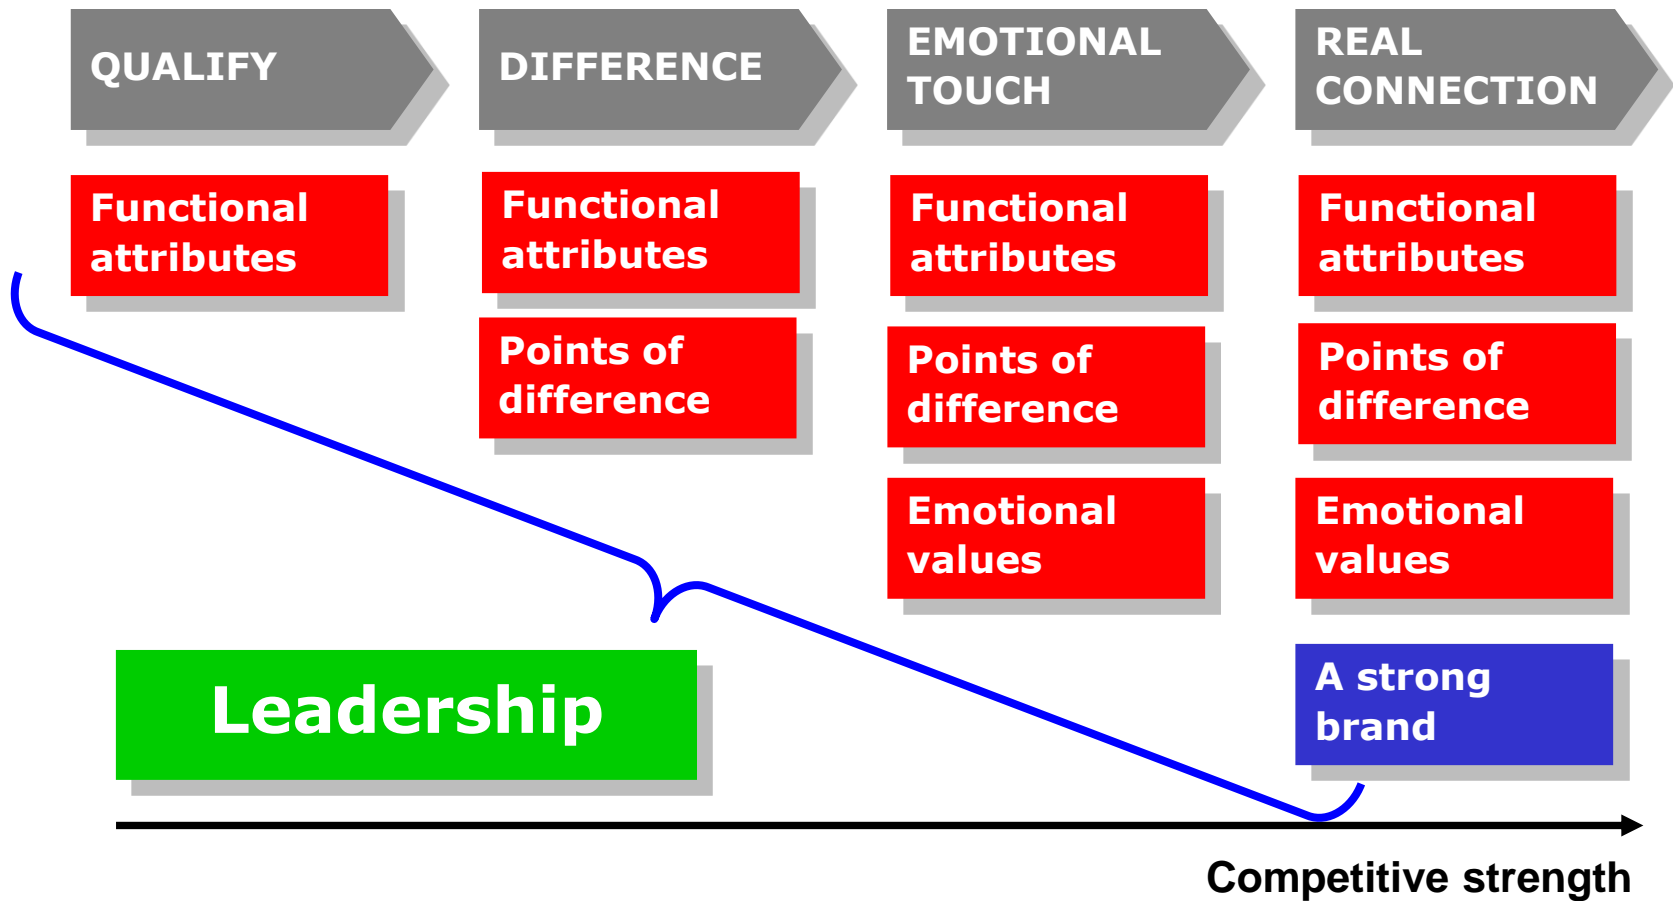 QUALIFY
DIFFERENCE
EMOTIONAL
TOUCH
REAL
CONNECTION
Functional
attributes
Functional
attributes
Functional
attributes
Functional
attributes
Points of
difference
Points of
difference
Points of
difference
Emotional
values
Emotional
values
Leadership
A strong
brand
Competitive strength